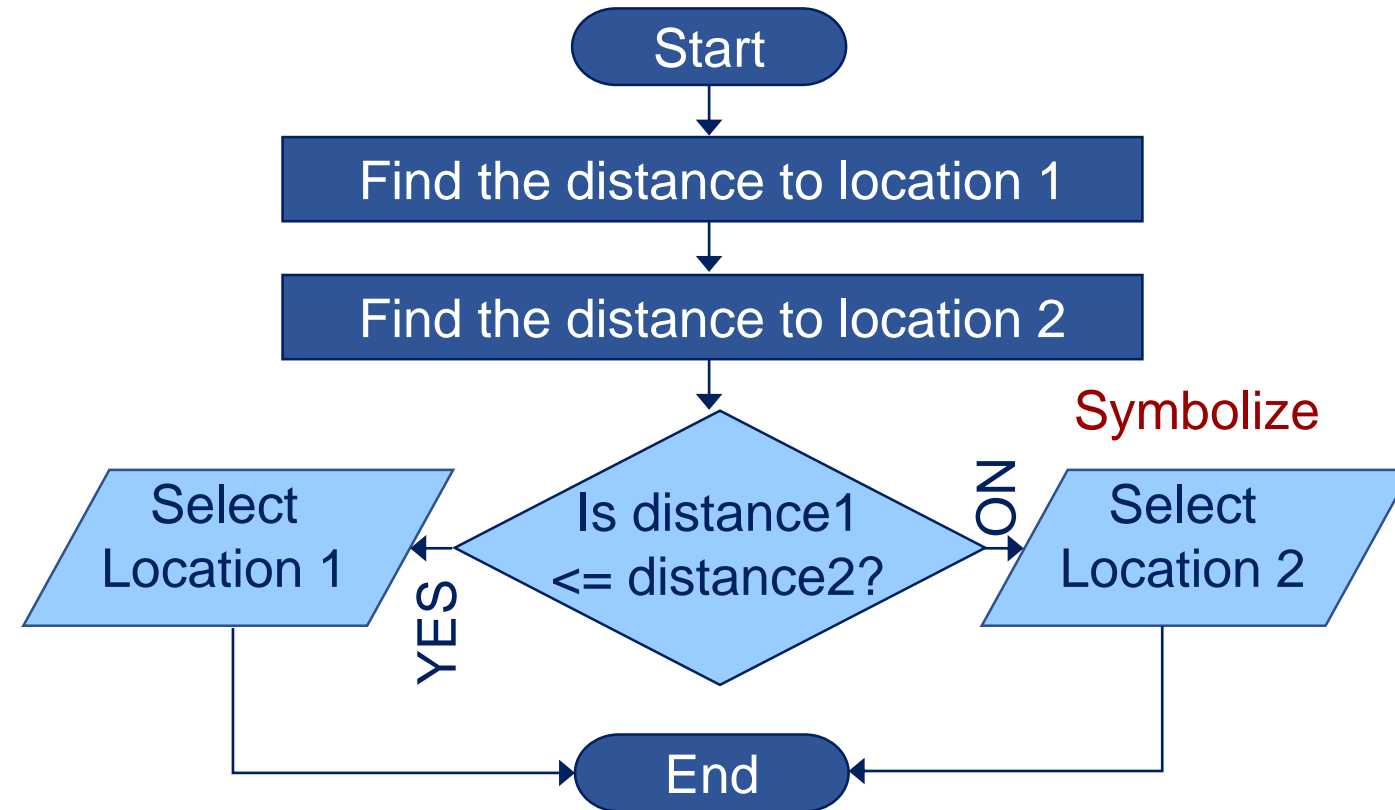 Start
Find the distance to location 1
Find the distance to location 2
Symbolize
Select
Location 1
YES
Is distance1
<= distance2?
ON
Select
Location 2
End